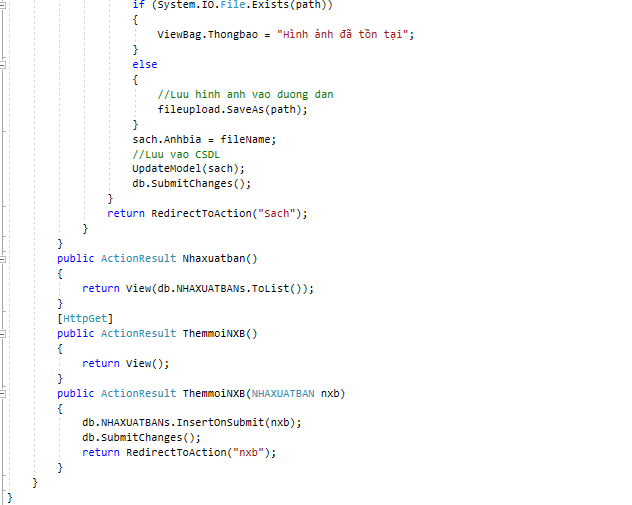 if (System.IO.File.Exists(path))
{
ViewBag.Thongbao = "Hình ảnh đã tồn tại";
}
else
{
//Luu hinh anh vao duong dan
fileupload.SaveAs(path);
}
sach.Anhbia = fileName;
//Luu vao CSDL
UpdateModel(sach);
db.SubmitChanges();
}
return RedirectToAction("Sach");
}
}
public ActionResult Nhaxuatban()
{
return View(db.NHAXUATBANs.ToList());
}
[HttpGet]
public ActionResult ThemmoiNXB()
{
return View();
}
public ActionResult ThemmoiNXB(NHAXUATBAN nxb)
{
db.NHAXUATBANs.InsertOnSubmit(nxb);
db.SubmitChanges();
return RedirectToAction("nxb");
}
}
}